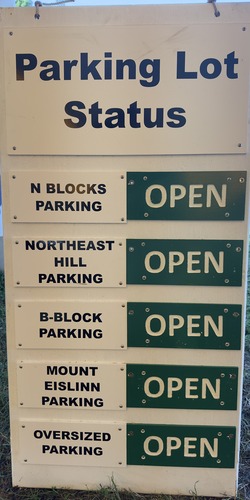 Parking Lot
Status
N BLOCKS
PARKING
OPEN
NORTHEAST
HILL
PARKING
OPEN
B-BLOCK
PARKING
OPEN
MOUNT
EISLINN
PARKING
OPEN
OVERSIZED
PARKING
OPEN